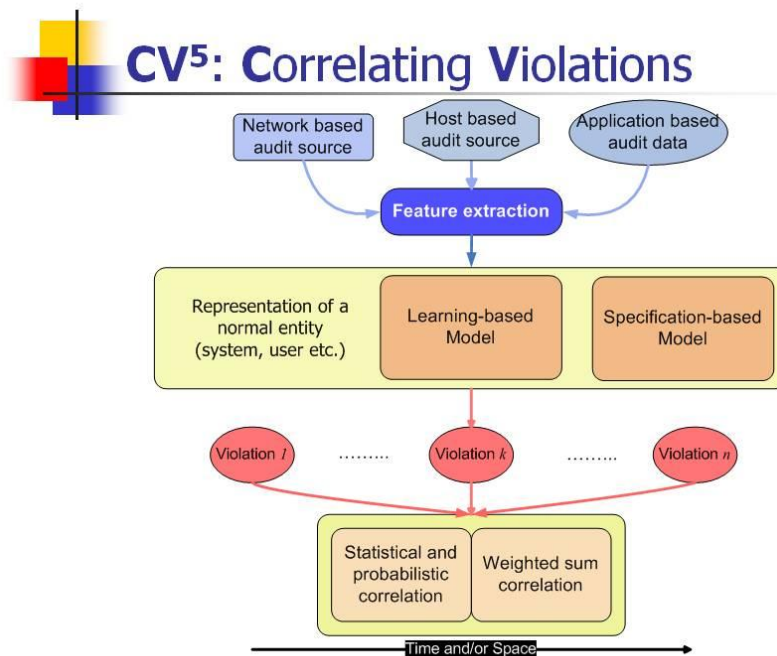 CV⁵: Correlating Violations
Network based
audit source
Host based
audit source
Application based
audit data
Feature extraction
Representation of a
normal entity
(system, user etc.)
Learning-based
Model
Specification-based
Model
Violation 1
.........
Violation k
.........
Violation n
Statistical and
probabilistic
correlation
Weighted sum
correlation
Time and/or Space